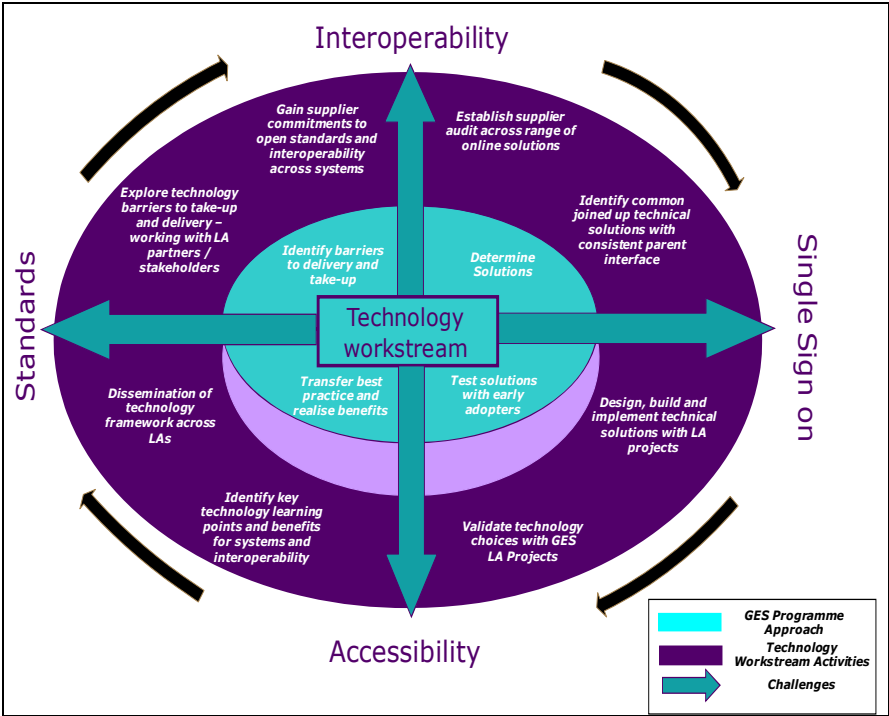 Interoperability
Gain supplier
commitments to
open standards and
interoperability
across systems
Establish supplier
audit across range of
online solutions
Explore technology
barriers to take-up
and delivery –
working with LA
partners /
stakeholders
Identify common
joined up technical
solutions with
consistent parent
interface
Identify barriers
to delivery and
take-up
Determine
Solutions
Standards
Technology
workstream
Single Sign on
Transfer best
practice and
realise benefits
Test solutions
with early
adopters
Dissemination of
technology
framework across
LAs
Design, build and
implement technical
solutions with LA
projects
Identify key
technology learning
points and benefits
for systems and
interoperability
Validate technology
choices with GES
LA Projects
Accessibility
GES Programme
Approach
Technology
Workstream Activities
Challenges